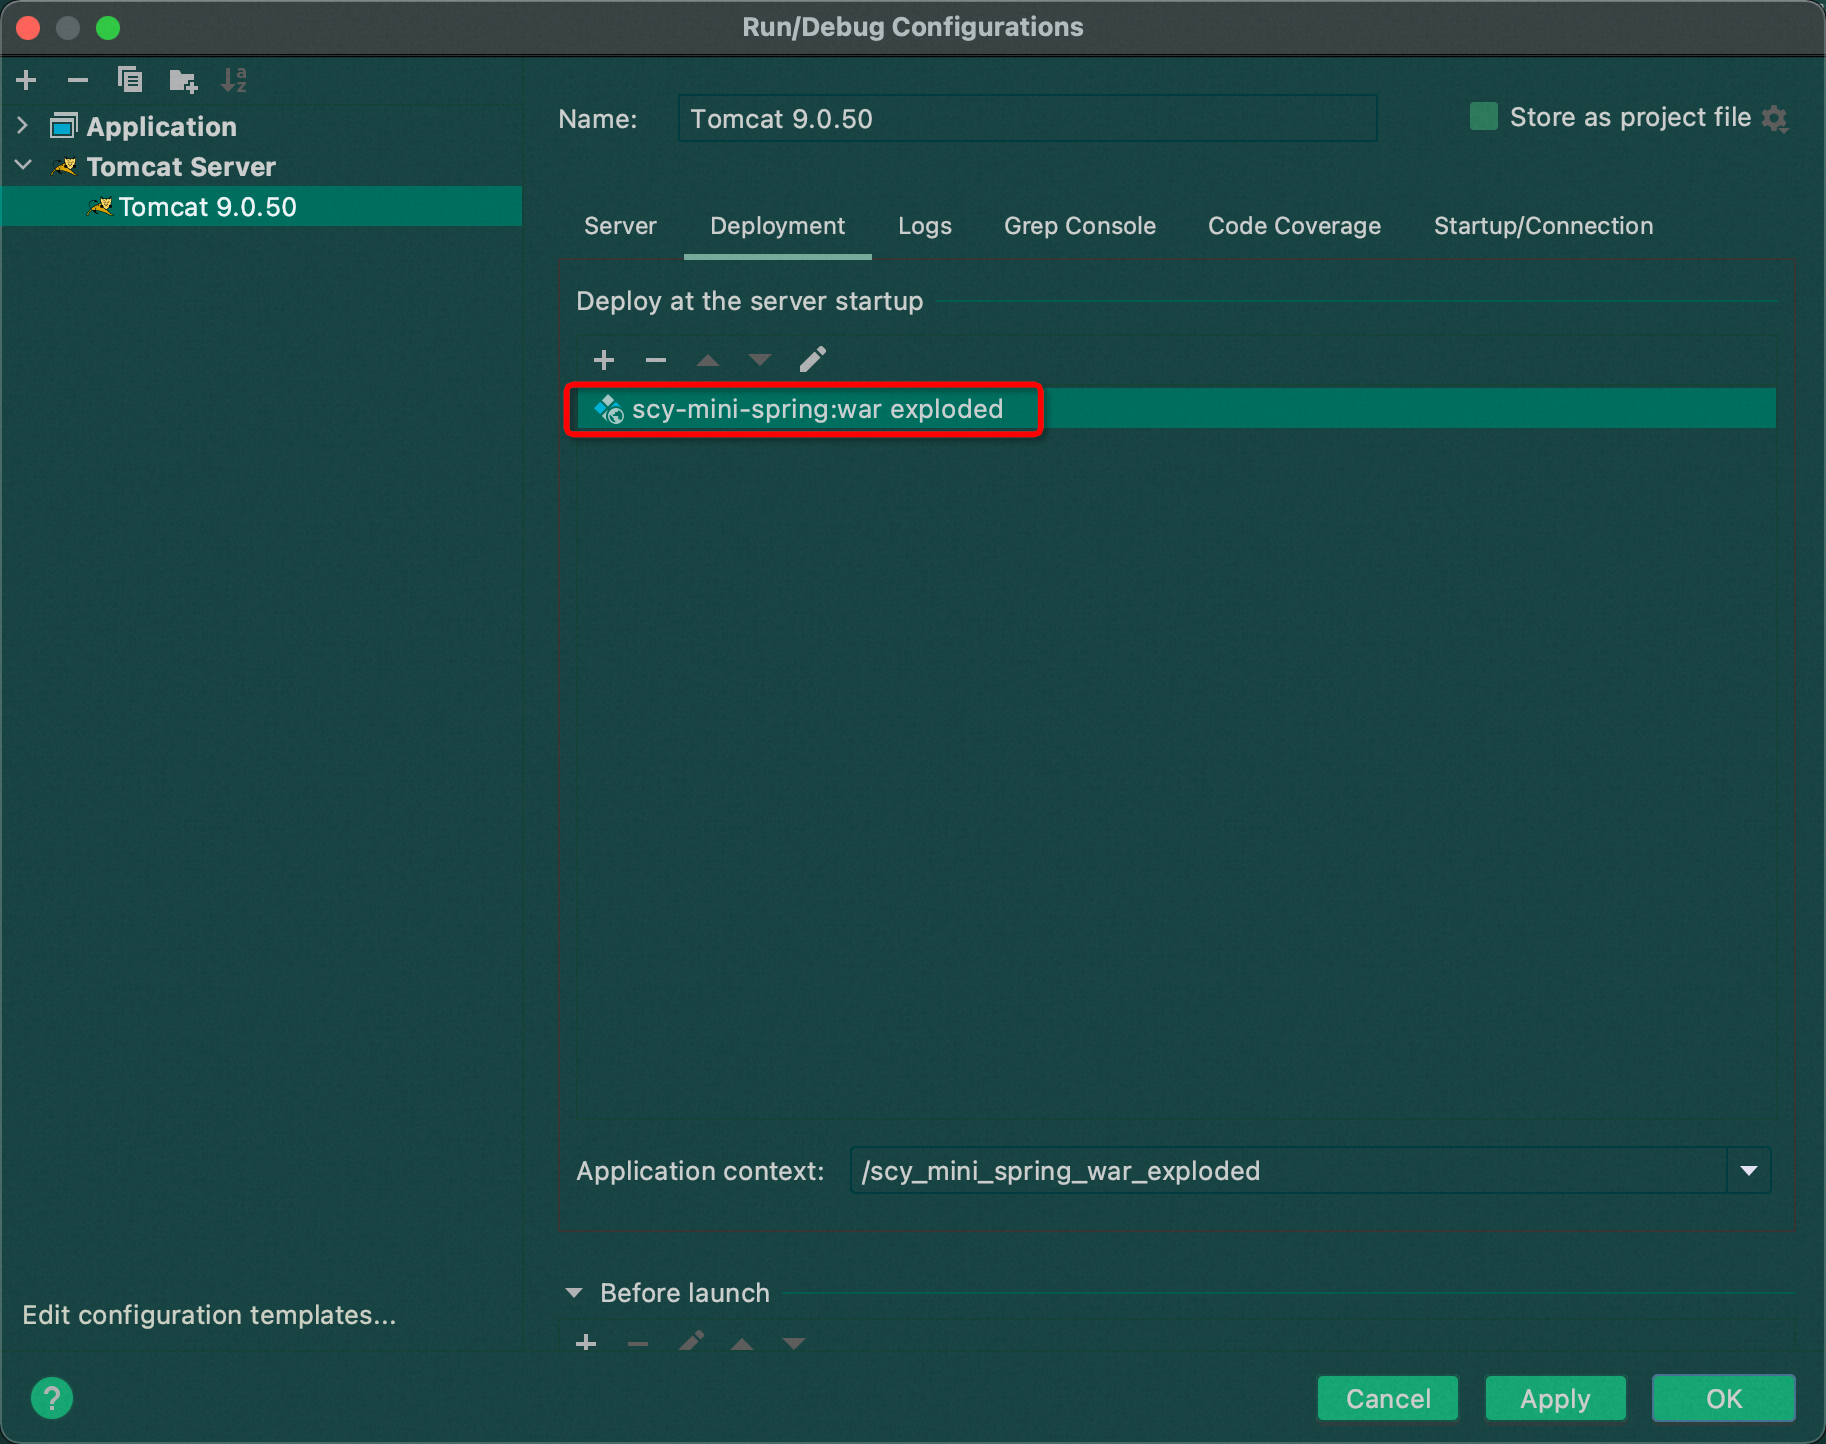 Run/Debug Configurations
Application
Tomcat Server
Tomcat 9.0.50
Edit configuration templates...
Name: Tomcat 9.0.50
Store as project file
Server Deployment Logs Grep Console Code Coverage Startup/Connection
Deploy at the server startup
scy-mini-spring:war exploded
Application context: /scy_mini_spring_war_exploded
Before launch
? Cancel Apply OK